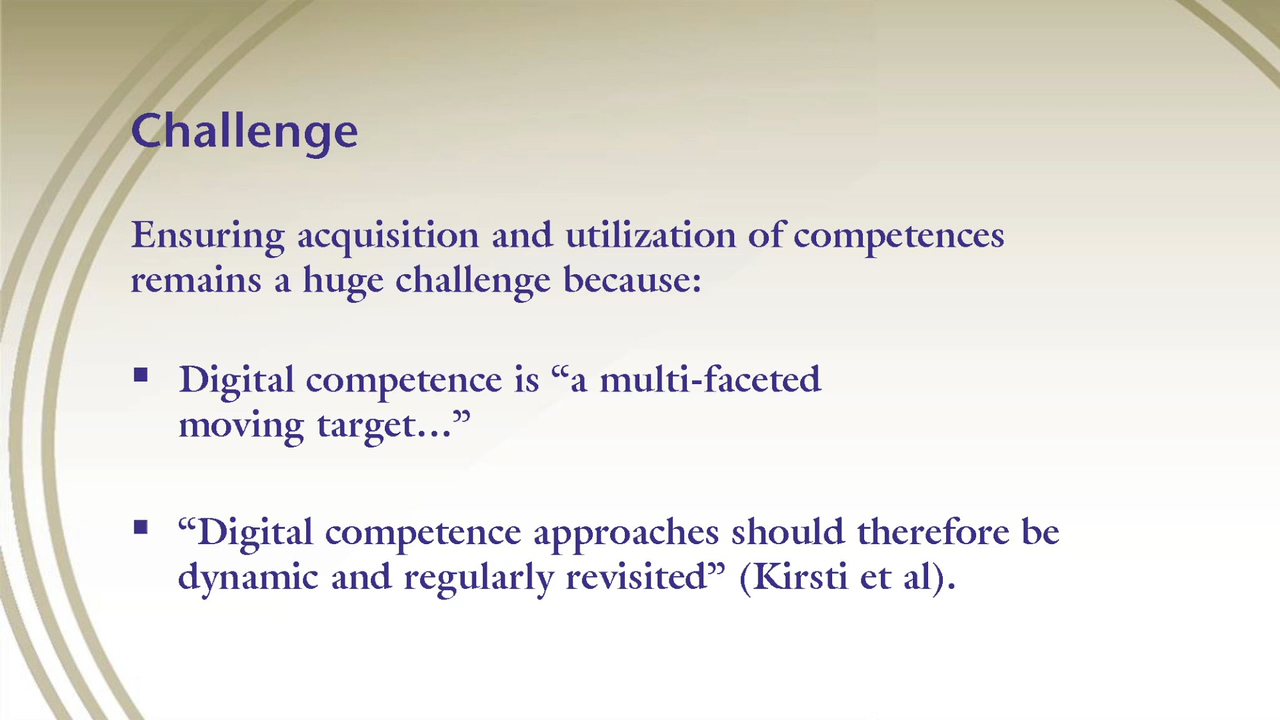 Challenge
Ensuring acquisition and utilization of competences
remains a huge challenge because:
▪ Digital competence is “a multi-faceted
moving target…”
▪ “Digital competence approaches should therefore be
dynamic and regularly revisited” (Kirsti et al).